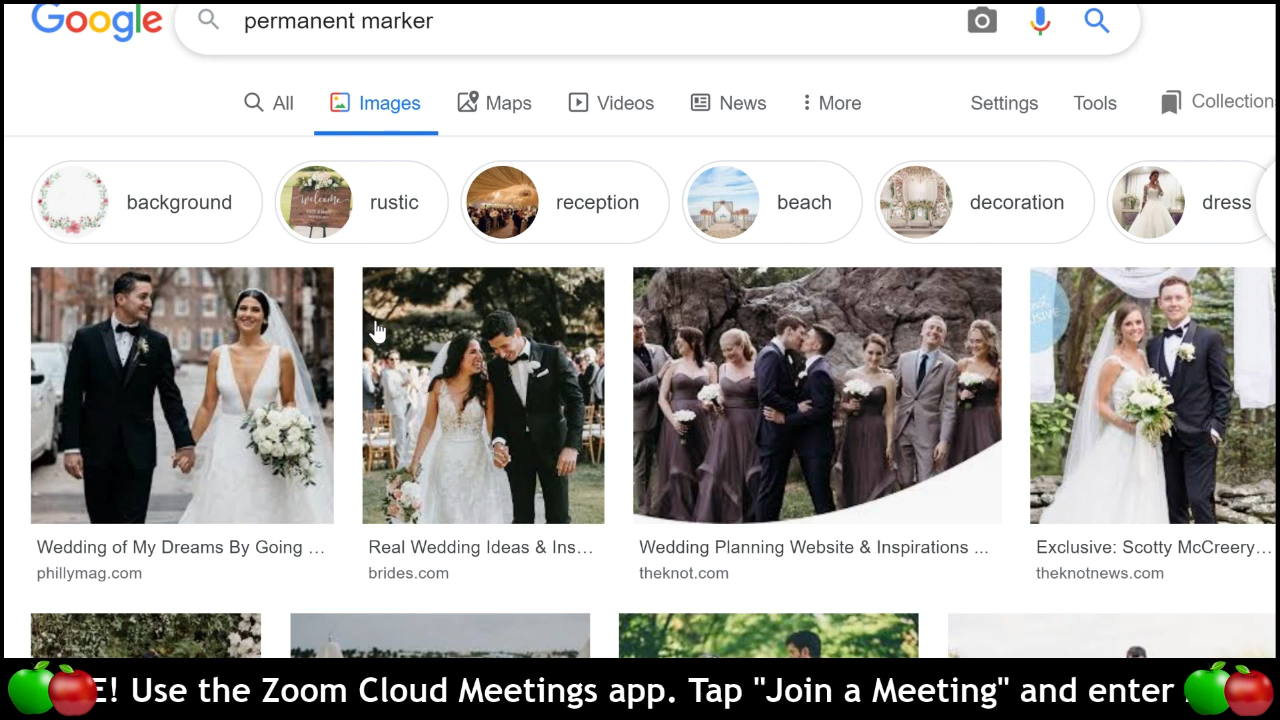 Google permanent marker
All Images Maps Videos News More Settings Tools Collection
background rustic reception beach decoration dress
welcome
Wedding of My Dreams By Going ... Real Wedding Ideas & Ins... Wedding Planning Website & Inspirations ... Exclusive: Scotty McCreery...
phillymag.com brides.com theknot.com theknotnews.com
E! Use the Zoom Cloud Meetings app. Tap "Join a Meeting" and enter